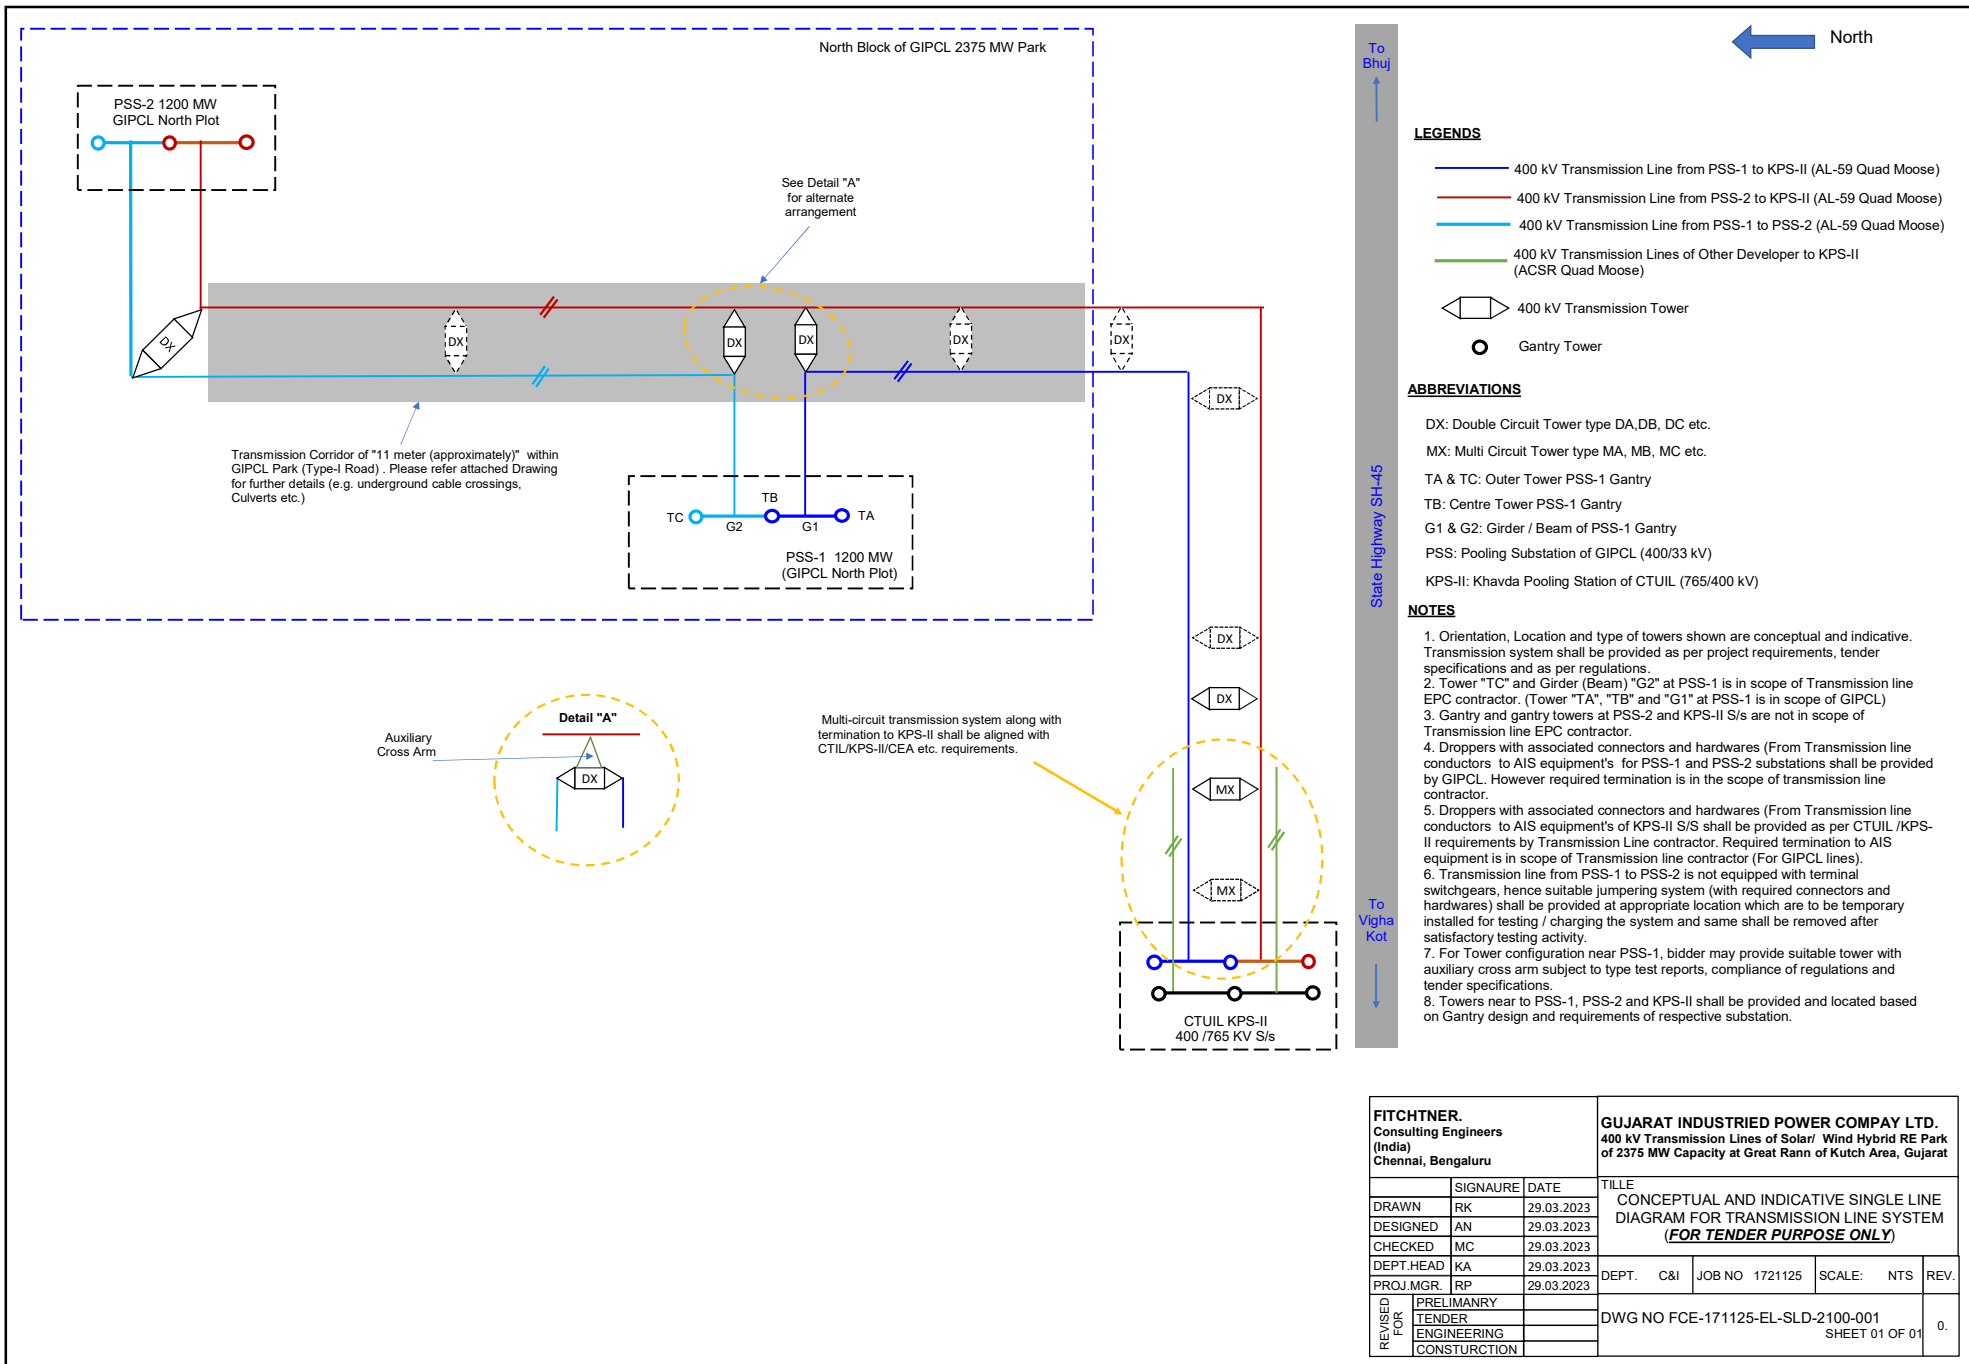 North Block of GIPCL 2375 MW Park
North
To
Bhuj
State Highway SH-45
To
Vigha
Kot
PSS-2 1200 MW
GIPCL North Plot
See Detail "A"
for alternate
arrangement
DX
DX
DX
DX
DX
DX
DX
DX
DX
MX
MX
Transmission Corridor of "11 meter (approximately)" within
GIPCL Park (Type-I Road) . Please refer attached Drawing
for further details (e.g. underground cable crossings,
Culverts etc.)
TC
G2
TB
G1
TA
PSS-1 1200 MW
(GIPCL North Plot)
Detail "A"
Auxiliary
Cross Arm
DX
Multi-circuit transmission system along with
termination to KPS-II shall be aligned with
CTIL/KPS-II/CEA etc. requirements.
CTUIL KPS-II
400 /765 KV S/s
LEGENDS
400 kV Transmission Line from PSS-1 to KPS-II (AL-59 Quad Moose)
400 kV Transmission Line from PSS-2 to KPS-II (AL-59 Quad Moose)
400 kV Transmission Line from PSS-1 to PSS-2 (AL-59 Quad Moose)
400 kV Transmission Lines of Other Developer to KPS-II
(ACSR Quad Moose)
400 kV Transmission Tower
Gantry Tower
ABBREVIATIONS
DX: Double Circuit Tower type DA,DB, DC etc.
MX: Multi Circuit Tower type MA, MB, MC etc.
TA & TC: Outer Tower PSS-1 Gantry
TB: Centre Tower PSS-1 Gantry
G1 & G2: Girder / Beam of PSS-1 Gantry
PSS: Pooling Substation of GIPCL (400/33 kV)
KPS-II: Khavda Pooling Station of CTUIL (765/400 kV)
NOTES
1. Orientation, Location and type of towers shown are conceptual and indicative.
Transmission system shall be provided as per project requirements, tender
specifications and as per regulations.
2. Tower "TC" and Girder (Beam) "G2" at PSS-1 is in scope of Transmission line
EPC contractor. (Tower "TA", "TB" and "G1" at PSS-1 is in scope of GIPCL)
3. Gantry and gantry towers at PSS-2 and KPS-II S/s are not in scope of
Transmission line EPC contractor.
4. Droppers with associated connectors and hardwares (From Transmission line
conductors to AIS equipment's for PSS-1 and PSS-2 substations shall be provided
by GIPCL. However required termination is in the scope of transmission line
contractor.
5. Droppers with associated connectors and hardwares (From Transmission line
conductors to AIS equipment's of KPS-II S/S shall be provided as per CTUIL /KPS-
II requirements by Transmission Line contractor. Required termination to AIS
equipment is in scope of Transmission line contractor (For GIPCL lines).
6. Transmission line from PSS-1 to PSS-2 is not equipped with terminal
switchgears, hence suitable jumpering system (with required connectors and
hardwares) shall be provided at appropriate location which are to be temporary
installed for testing / charging the system and same shall be removed after
satisfactory testing activity.
7. For Tower configuration near PSS-1, bidder may provide suitable tower with
auxiliary cross arm subject to type test reports, compliance of regulations and
tender specifications.
8. Towers near to PSS-1, PSS-2 and KPS-II shall be provided and located based
on Gantry design and requirements of respective substation.
FITCHTNER.
Consulting Engineers
(India)
Chennai, Bengaluru
GUJARAT INDUSTRIED POWER COMPAY LTD.
400 kV Transmission Lines of Solar/ Wind Hybrid RE Park
of 2375 MW Capacity at Great Rann of Kutch Area, Gujarat
SIGNAURE DATE
DRAWN RK 29.03.2023
DESIGNED AN 29.03.2023
CHECKED MC 29.03.2023
DEPT.HEAD KA 29.03.2023
PROJ.MGR. RP 29.03.2023
TILLE
CONCEPTUAL AND INDICATIVE SINGLE LINE
DIAGRAM FOR TRANSMISSION LINE SYSTEM
(FOR TENDER PURPOSE ONLY)
DEPT. C&I JOB NO 1721125 SCALE: NTS REV.
REVISED
FOR
PRELIMANRY
TENDER
ENGINEERING
CONSTURCTION
DWG NO FCE-171125-EL-SLD-2100-001
SHEET 01 OF 01
0.